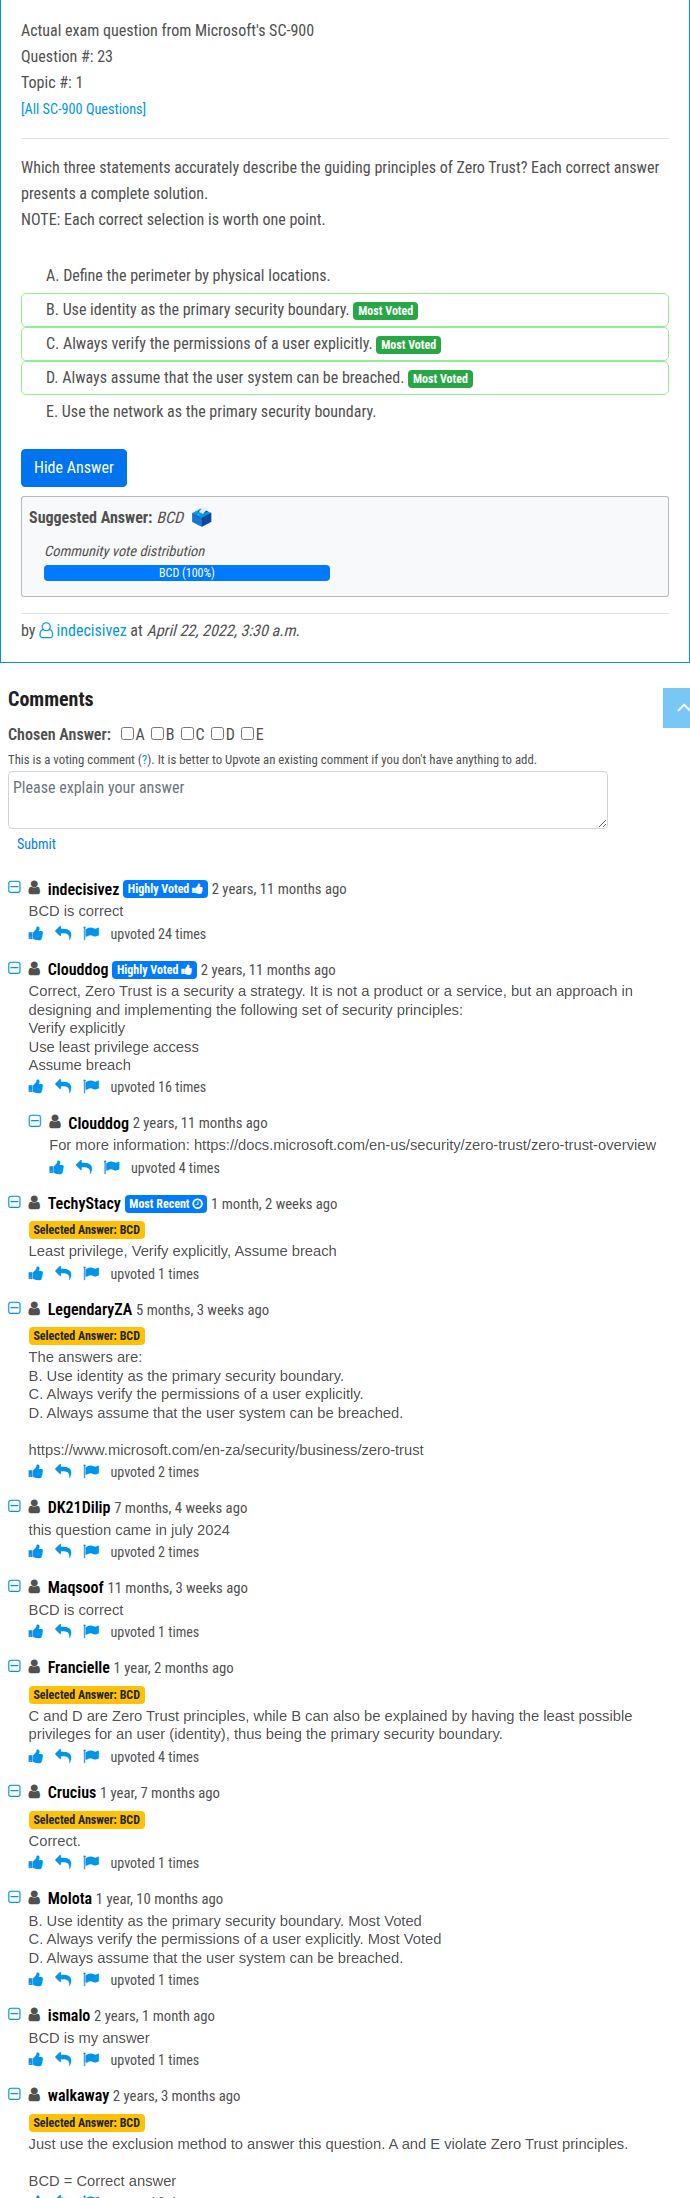 Actual exam question from Microsoft's SC-900
Question #: 23
Topic #: 1
[All SC-900 Questions]
Which three statements accurately describe the guiding principles of Zero Trust? Each correct answer
presents a complete solution.
NOTE: Each correct selection is worth one point.
A. Define the perimeter by physical locations.
B. Use identity as the primary security boundary. Most Voted
C. Always verify the permissions of a user explicitly. Most Voted
D. Always assume that the user system can be breached. Most Voted
E. Use the network as the primary security boundary.
Hide Answer
Suggested Answer: BCD
Community vote distribution
BCD (100%)
by indecisivez at April 22, 2022, 3:30 a.m.
Comments
Chosen Answer: A B C D E
This is a voting comment (?). It is better to Upvote an existing comment if you don't have anything to add.
Please explain your answer
Submit
indecisivez Highly Voted 2 years, 11 months ago
BCD is correct
upvoted 24 times
Clouddog Highly Voted 2 years, 11 months ago
Correct, Zero Trust is a security a strategy. It is not a product or a service, but an approach in
designing and implementing the following set of security principles:
Verify explicitly
Use least privilege access
Assume breach
upvoted 16 times
Clouddog 2 years, 11 months ago
For more information: https://docs.microsoft.com/en-us/security/zero-trust/zero-trust-overview
upvoted 4 times
TechyStacy Most Recent 1 month, 2 weeks ago
Selected Answer: BCD
Least privilege, Verify explicitly, Assume breach
upvoted 1 times
LegendaryZA 5 months, 3 weeks ago
Selected Answer: BCD
The answers are:
B. Use identity as the primary security boundary.
C. Always verify the permissions of a user explicitly.
D. Always assume that the user system can be breached.
https://www.microsoft.com/en-za/security/business/zero-trust
upvoted 2 times
DK21Dilip 7 months, 4 weeks ago
this question came in july 2024
upvoted 2 times
Maqsoof 11 months, 3 weeks ago
BCD is correct
upvoted 1 times
Francielle 1 year, 2 months ago
Selected Answer: BCD
C and D are Zero Trust principles, while B can also be explained by having the least possible
privileges for an user (identity), thus being the primary security boundary.
upvoted 4 times
Crucius 1 year, 7 months ago
Selected Answer: BCD
Correct.
upvoted 1 times
Molota 1 year, 10 months ago
B. Use identity as the primary security boundary. Most Voted
C. Always verify the permissions of a user explicitly. Most Voted
D. Always assume that the user system can be breached.
upvoted 1 times
ismalo 2 years, 1 month ago
BCD is my answer
upvoted 1 times
walkaway 2 years, 3 months ago
Selected Answer: BCD
Just use the exclusion method to answer this question. A and E violate Zero Trust principles.
BCD = Correct answer